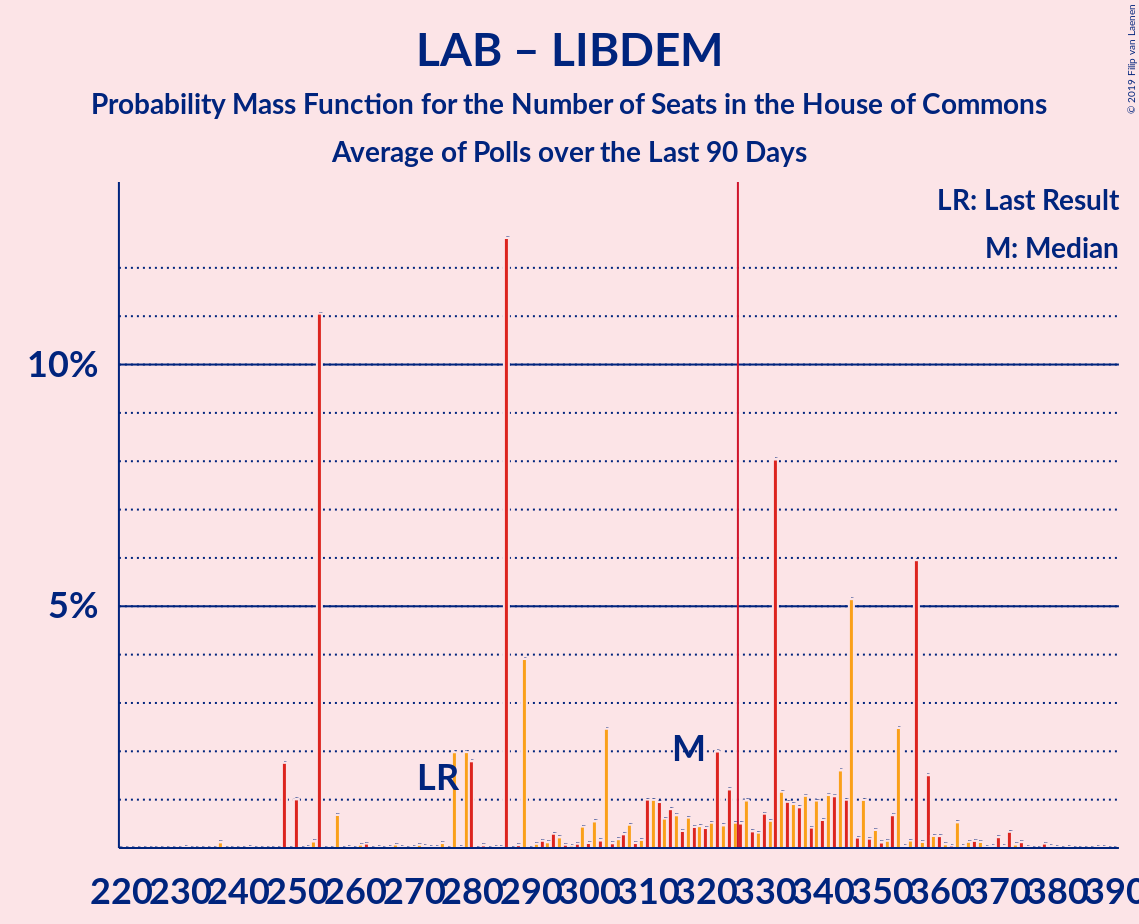 LAB – LIBDEM
Probability Mass Function for the Number of Seats in the House of Commons
Average of Polls over the Last 90 Days
© 2019 Filip van Laenen
LR: Last Result
M: Median
10%
5%
M
LR
220 230 240 250 260 270 280 290 300 310 320 330 340 350 360 370 380 390